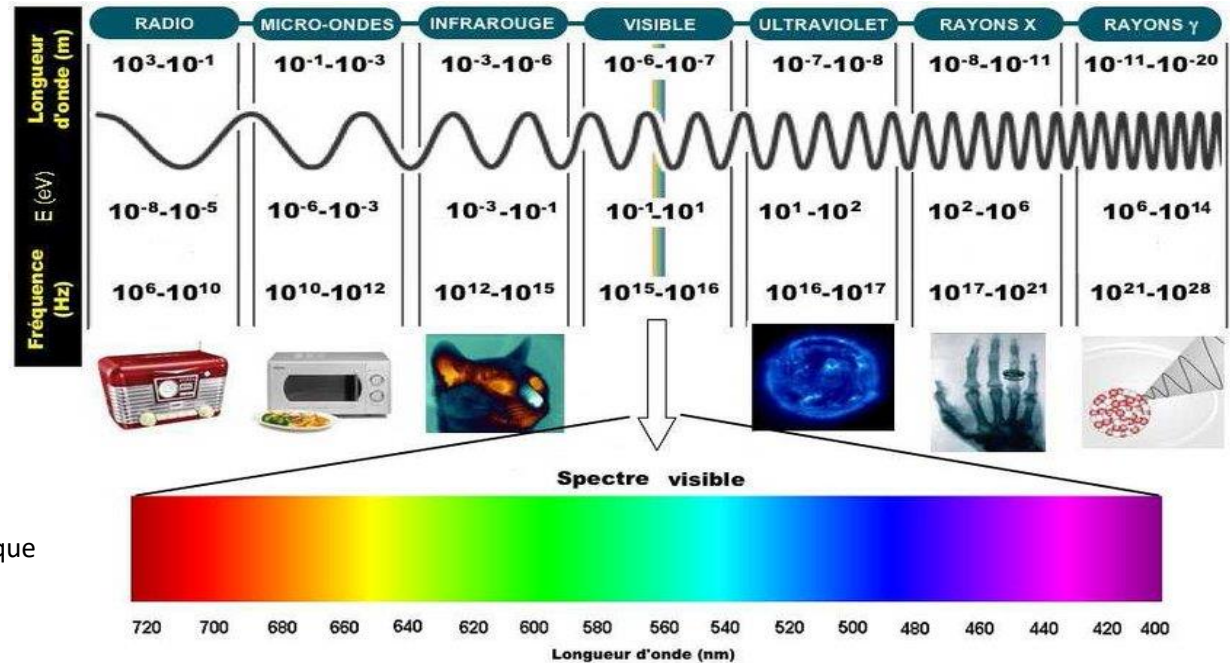 RADIO MICRO-ONDES INFRAROUGE VISIBLE ULTRAVIOLET RAYONS X RAYONS γ
Longueur d'onde (m)
10³-10⁻¹ 10⁻¹-10⁻³ 10⁻³-10⁻⁶ 10⁻⁶-10⁻⁷ 10⁻⁷-10⁻⁸ 10⁻⁸-10⁻¹¹ 10⁻¹¹-10⁻²⁰
E (eV)
10⁻⁸-10⁻⁵ 10⁻⁶-10⁻³ 10⁻³-10⁻¹ 10⁻¹-10¹ 10¹-10² 10²-10⁶ 10⁶-10¹⁴
Fréquence (Hz)
10⁶-10¹⁰ 10¹⁰-10¹² 10¹²-10¹⁵ 10¹⁵-10¹⁶ 10¹⁶-10¹⁷ 10¹⁷-10²¹ 10²¹-10²⁸
Spectre visible
que
720 700 680 660 640 620 600 580 560 540 520 500 480 460 440 420 400
Longueur d'onde (nm)